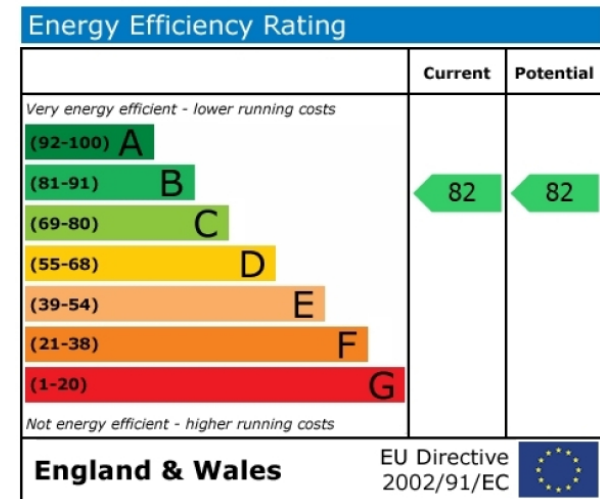 Energy Efficiency Rating
Current Potential
Very energy efficient - lower running costs
(92-100) A
(81-91) B 82 82
(69-80) C
(55-68) D
(39-54) E
(21-38) F
(1-20) G
Not energy efficient - higher running costs
England & Wales
EU Directive
2002/91/EC